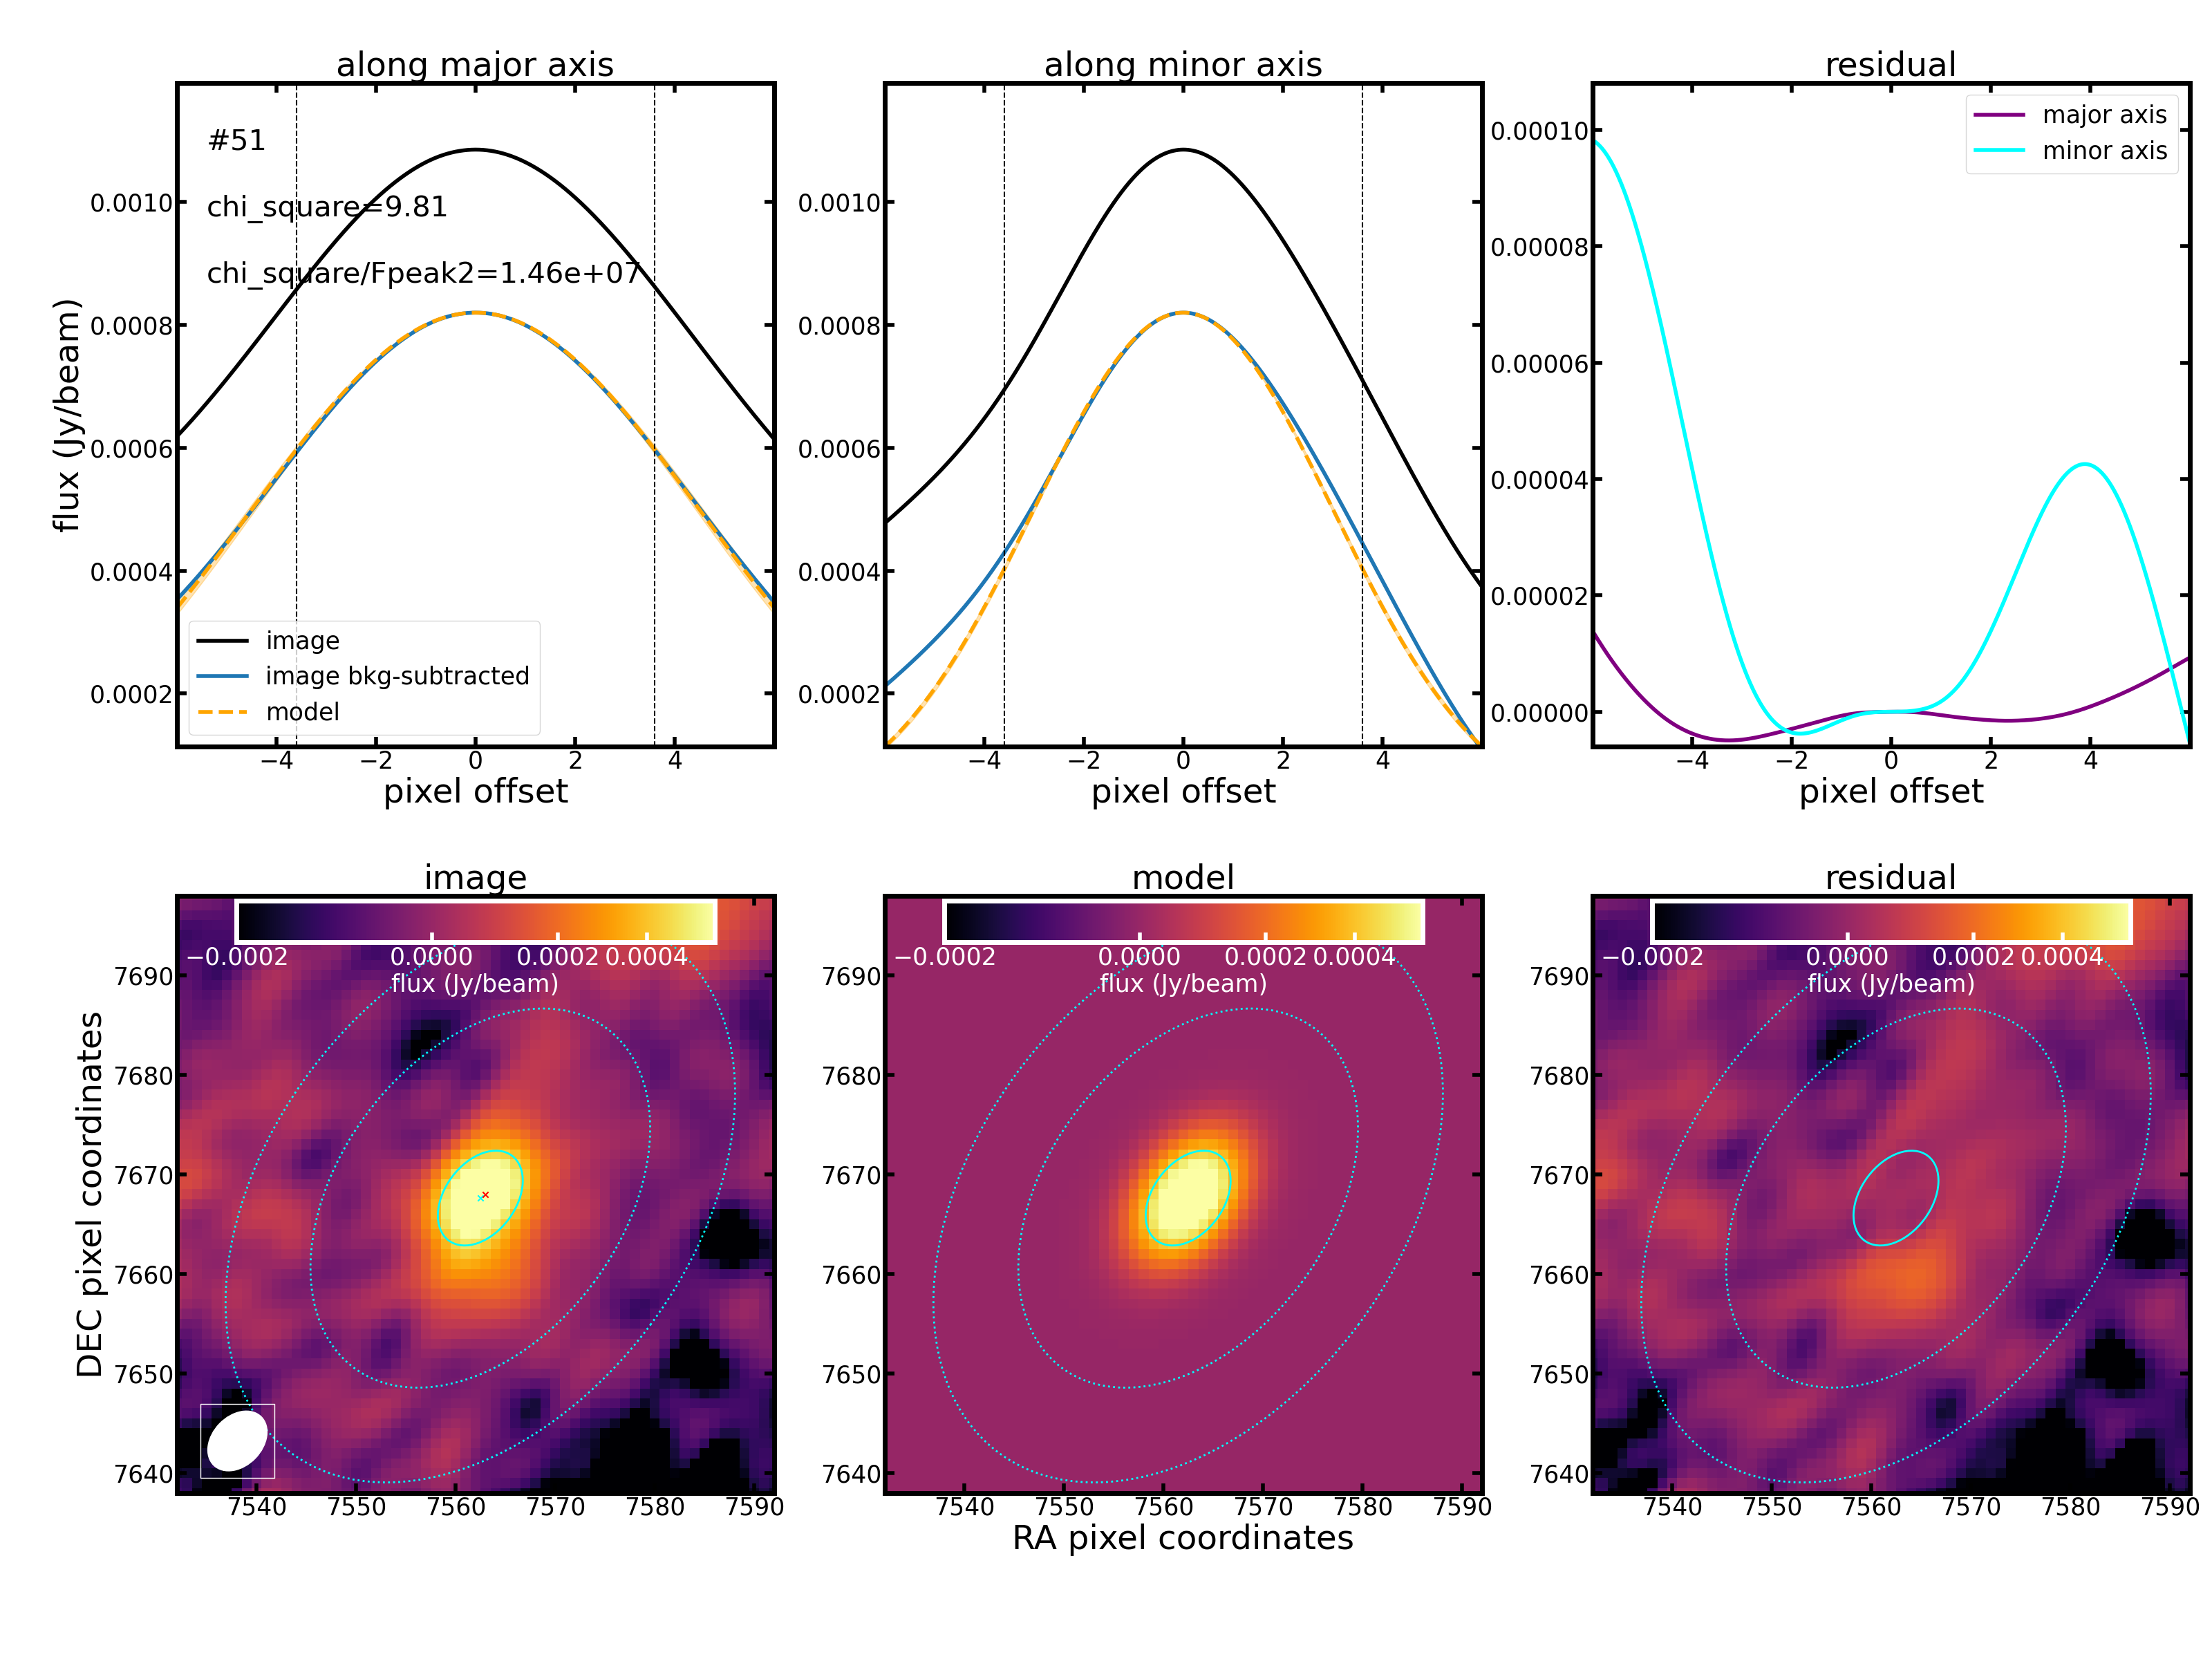 along major axis
along minor axis
residual
#51
chi_square=9.81
chi_square/Fpeak2=1.46e+07
flux (Jy/beam)
0.0010
0.0008
0.0006
0.0004
0.0002
image
image bkg-subtracted
model
−4 −2 0 2 4
pixel offset
0.0010
0.0008
0.0006
0.0004
0.0002
−4 −2 0 2 4
pixel offset
major axis
minor axis
0.00010
0.00008
0.00006
0.00004
0.00002
0.00000
−4 −2 0 2 4
pixel offset
image
model
residual
−0.0002 0.0000 0.0002 0.0004
flux (Jy/beam)
DEC pixel coordinates
7690
7680
7670
7660
7650
7640
7540 7550 7560 7570 7580 7590
−0.0002 0.0000 0.0002 0.0004
flux (Jy/beam)
7690
7680
7670
7660
7650
7640
7540 7550 7560 7570 7580 7590
RA pixel coordinates
−0.0002 0.0000 0.0002 0.0004
flux (Jy/beam)
7690
7680
7670
7660
7650
7640
7540 7550 7560 7570 7580 7590